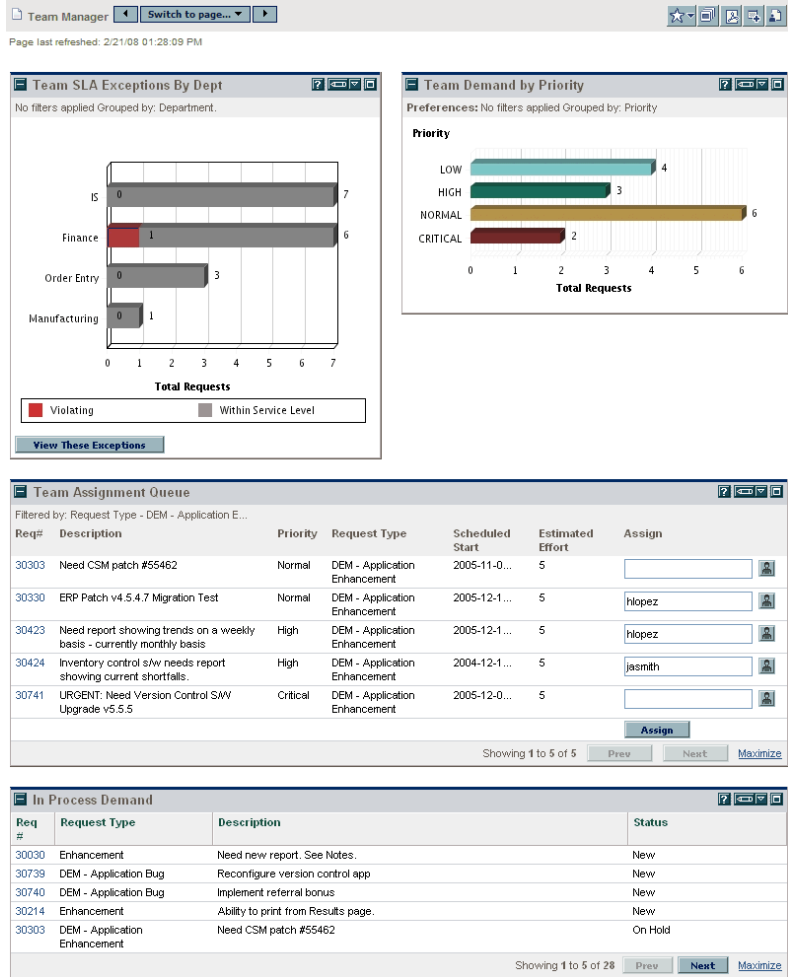 Team Manager Switch to page...
Page last refreshed: 2/21/08 01:28:09 PM
Team SLA Exceptions By Dept ?
No filters applied Grouped by: Department.
IS 0 7
Finance 1 6
Order Entry 0 3
Manufacturing 0 1
0 1 2 3 4 5 6 7
Total Requests
Violating Within Service Level
View These Exceptions
Team Demand by Priority ?
Preferences: No filters applied Grouped by: Priority
Priority
LOW 4
HIGH 3
NORMAL 6
CRITICAL 2
0 1 2 3 4 5 6
Total Requests
Team Assignment Queue ?
Filtered by: Request Type - DEM - Application E...
Req# Description Priority Request Type Scheduled Start Estimated Effort Assign
30303 Need CSM patch #55462 Normal DEM - Application Enhancement 2005-11-0... 5
30330 ERP Patch v4.5.4.7 Migration Test Normal DEM - Application Enhancement 2005-12-1... 5 hlopez
30423 Need report showing trends on a weekly basis - currently monthly basis High DEM - Application Enhancement 2005-12-1... 5 hlopez
30424 Inventory control s/w needs report showing current shortfalls. High DEM - Application Enhancement 2004-12-1... 5 jasmith
30741 URGENT: Need Version Control S/W Upgrade v5.5.5 Critical DEM - Application Enhancement 2005-12-0... 5
Assign
Showing 1 to 5 of 5 Prev Next Maximize
In Process Demand ?
Req # Request Type Description Status
30030 Enhancement Need new report. See Notes. New
30739 DEM - Application Bug Reconfigure version control app New
30740 DEM - Application Bug Implement referral bonus New
30214 Enhancement Ability to print from Results page. New
30303 DEM - Application Enhancement Need CSM patch #55462 On Hold
Showing 1 to 5 of 28 Prev Next Maximize